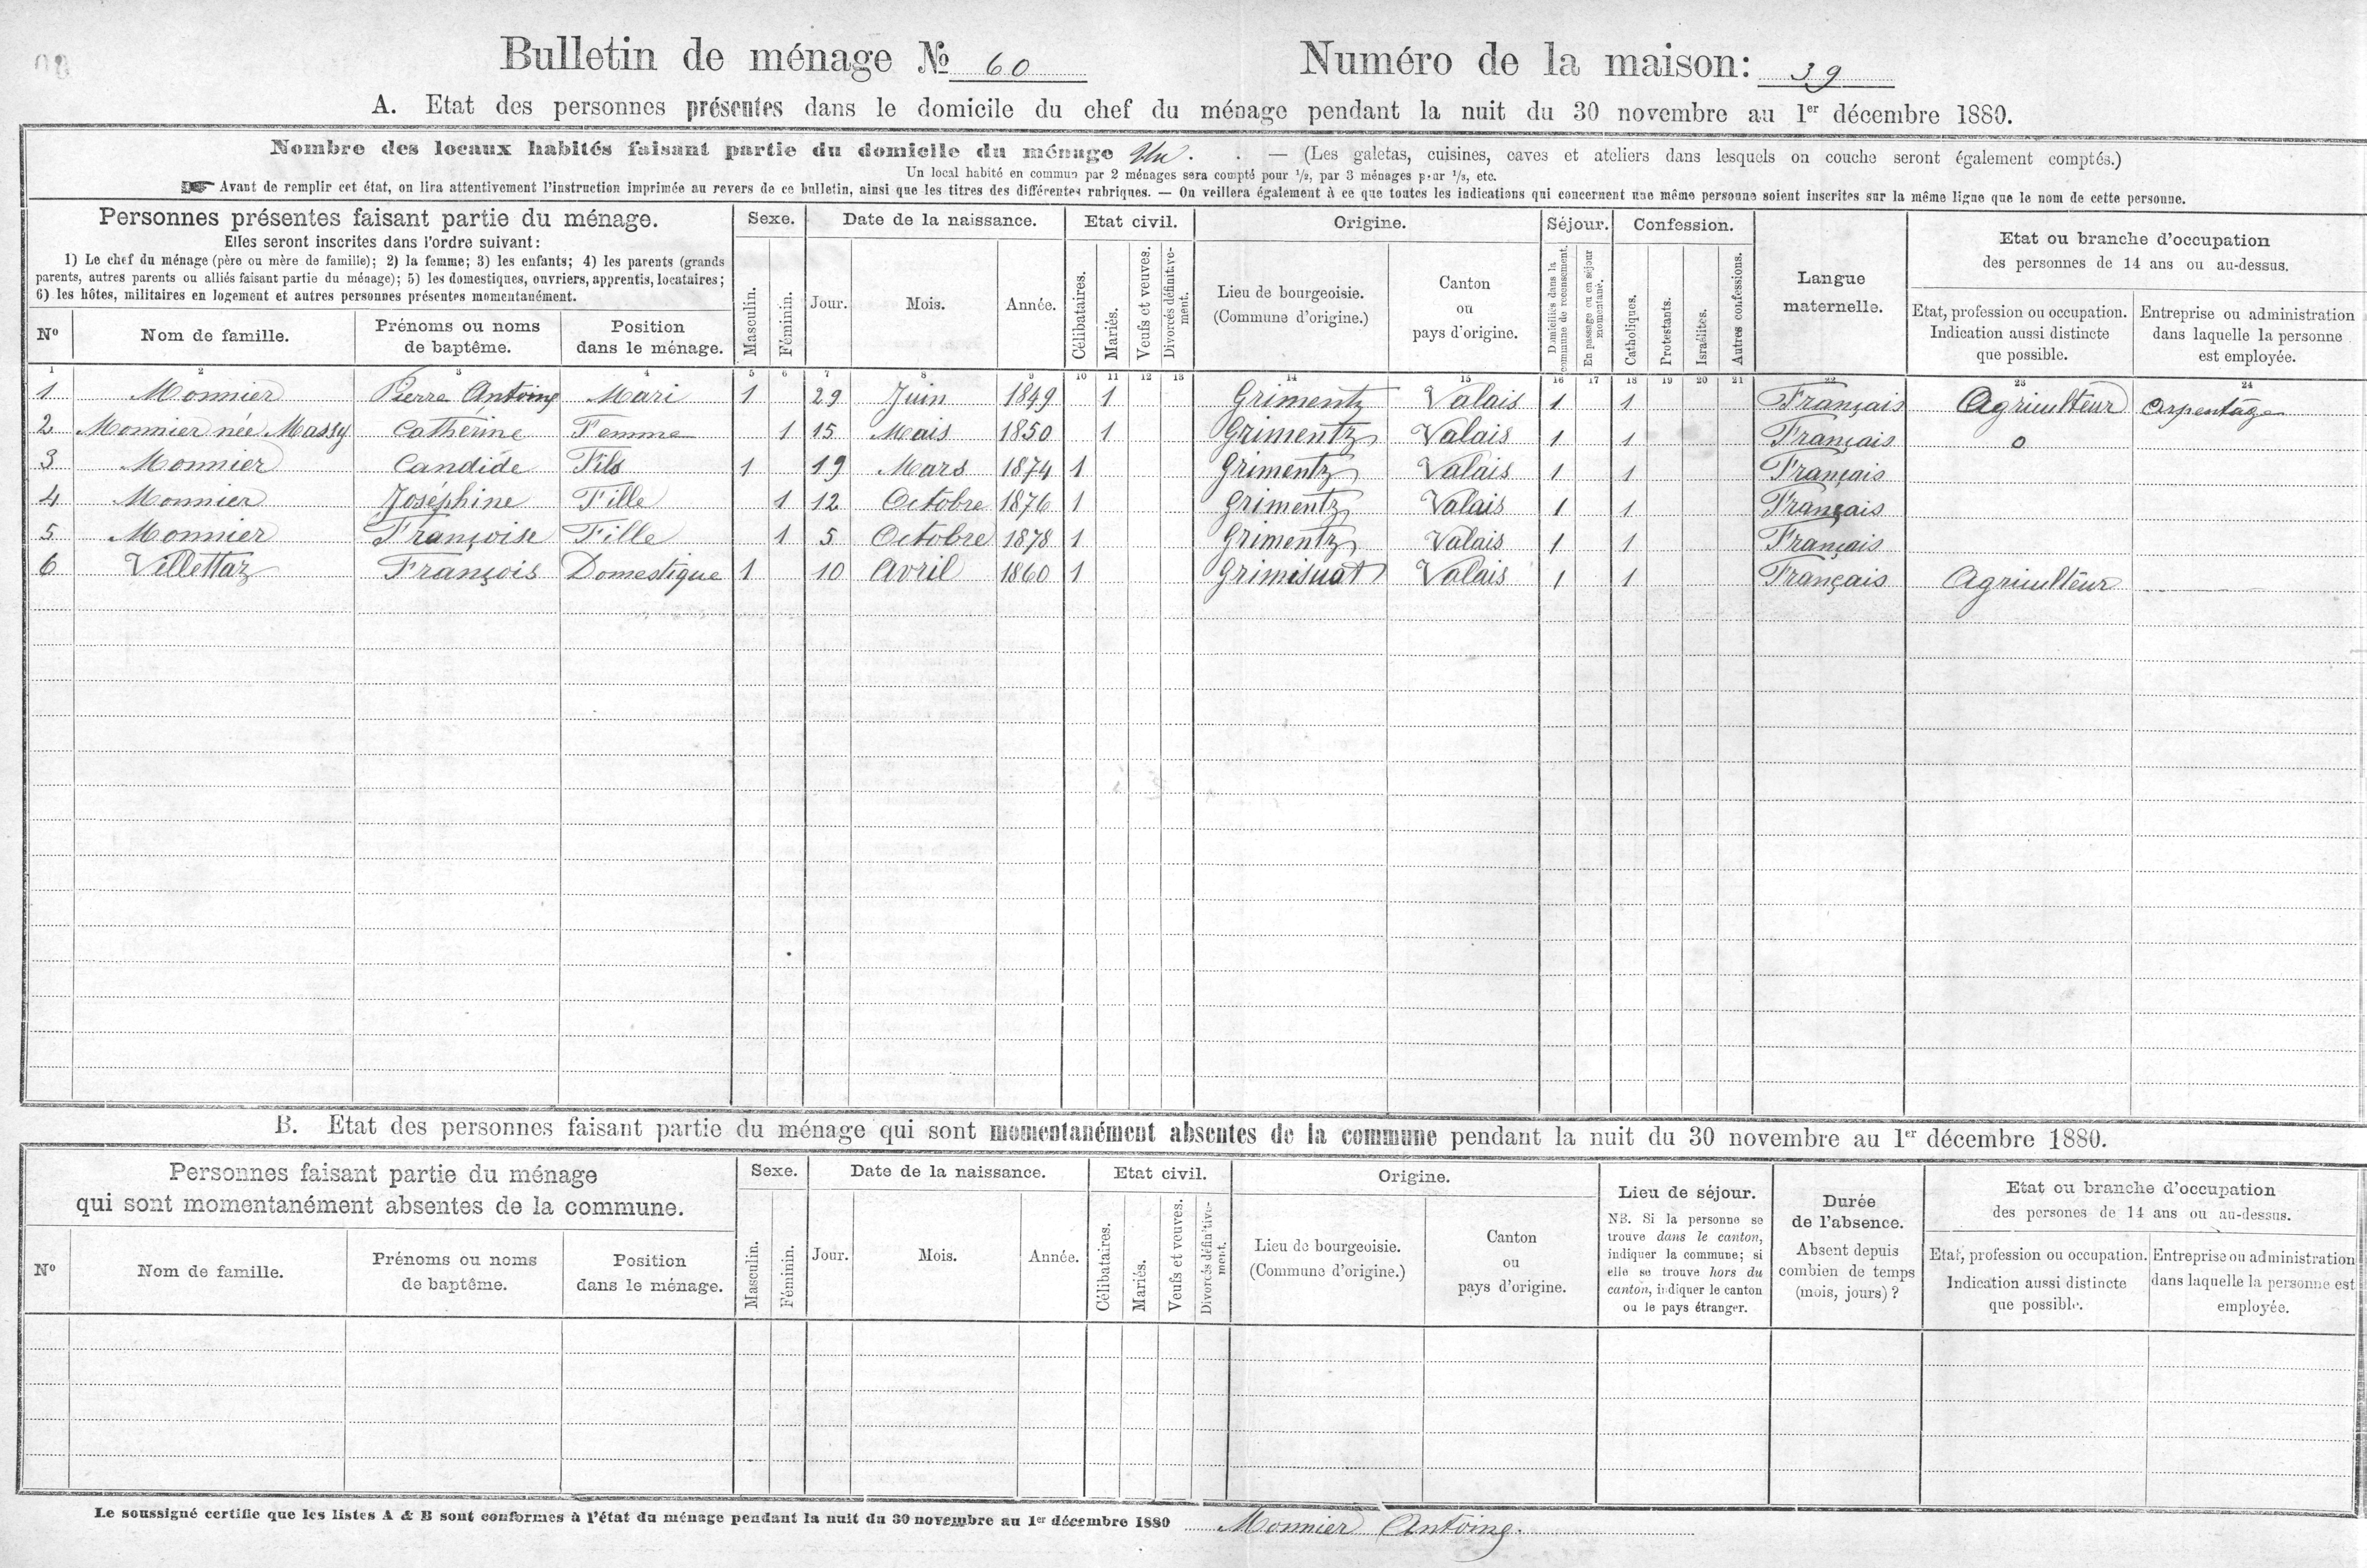 Bulletin de ménage № 60 Numéro de la maison: 39
A. Etat des personnes présentes dans le domicile du chef du ménage pendant la nuit du 30 novembre au 1er décembre 1880.
Nombre des locaux habités faisant partie du domicile du ménage Un. . — (Les galetas, cuisines, caves et ateliers dans lesquels on couche seront également comptés.)
Un local habité en commun par 2 ménages sera compté pour 1/2, par 3 ménages pour 1/3, etc.
☛ Avant de remplir cet état, on lira attentivement l'instruction imprimée au revers de ce bulletin, ainsi que les titres des différentes rubriques. — On veillera également à ce que toutes les indications qui concernent une même personne soient inscrites sur la même ligne que le nom de cette personne.
Personnes présentes faisant partie du ménage.
Elles seront inscrites dans l'ordre suivant:
1) Le chef du ménage (père ou mère de famille); 2) la femme; 3) les enfants; 4) les parents (grands
parents, autres parents ou alliés faisant partie du ménage); 5) les domestiques, ouvriers, apprentis, locataires;
6) les hôtes, militaires en logement et autres personnes présentes momentanément.
No
Nom de famille.
Prénoms ou noms
de baptême.
Position
dans le ménage.
Sexe.
Masculin.
Féminin.
Date de la naissance.
Jour.
Mois.
Année.
Etat civil.
Célibataires.
Mariés.
Veufs et veuves.
Divorcés définitive-
ment.
Origine.
Lieu de bourgeoisie.
(Commune d'origine.)
Canton
ou
pays d'origine.
Séjour.
Domiciliés dans la
commune de recensement.
En passage ou en séjour
momentané.
Confession.
Catholiques.
Protestants.
Israélites.
Autres confessions.
Langue
maternelle.
Etat ou branche d'occupation
des personnes de 14 ans ou au-dessus.
Etat, profession ou occupation.
Indication aussi distincte
que possible.
Entreprise ou administration
dans laquelle la personne
est employée.
1 2 3 4 5 6 7 8 9 10 11 12 13 14 15 16 17 18 19 20 21 22 23 24
1 Monnier Pierre Antoine Mari 1 29 Juin 1849 1 Grimentz Valais 1 1 Français Agriculteur arpentage
2 Monnier née Massy Catherine Femme 1 15 Mais 1850 1 Grimentz Valais 1 1 Français o
3 Monnier Candide Fils 1 19 Mars 1874 1 Grimentz Valais 1 1 Français
4 Monnier Joséphine Fille 1 12 Octobre 1876 1 Grimentz Valais 1 1 Français
5 Monnier Françoise Fille 1 5 Octobre 1878 1 Grimentz Valais 1 1 Français
6 Villettaz François Domestique 1 10 Avril 1860 1 Grimisuat Valais 1 1 Français Agriculteur
B. Etat des personnes faisant partie du ménage qui sont momentanément absentes de la commune pendant la nuit du 30 novembre au 1er décembre 1880.
Personnes faisant partie du ménage
qui sont momentanément absentes de la commune.
No
Nom de famille.
Prénoms ou noms
de baptême.
Position
dans le ménage.
Sexe.
Masculin.
Féminin.
Date de la naissance.
Jour.
Mois.
Année.
Etat civil.
Célibataires.
Mariés.
Veufs et veuves.
Divorcés définitive-
ment.
Origine.
Lieu de bourgeoisie.
(Commune d'origine.)
Canton
ou
pays d'origine.
Lieu de séjour.
NB. Si la personne se
trouve dans le canton,
indiquer la commune; si
elle se trouve hors du
canton, indiquer le canton
ou le pays étranger.
Durée
de l'absence.
Absent depuis
combien de temps
(mois, jours)?
Etat ou branche d'occupation
des persones de 14 ans ou au-dessus.
Etat, profession ou occupation.
Indication aussi distincte
que possible.
Entreprise ou administration
dans laquelle la personne est
employée.
Le soussigné certifie que les listes A & B sont conformes à l'état du ménage pendant la nuit du 30 novembre au 1er décembre 1880 Monnier Antoine.